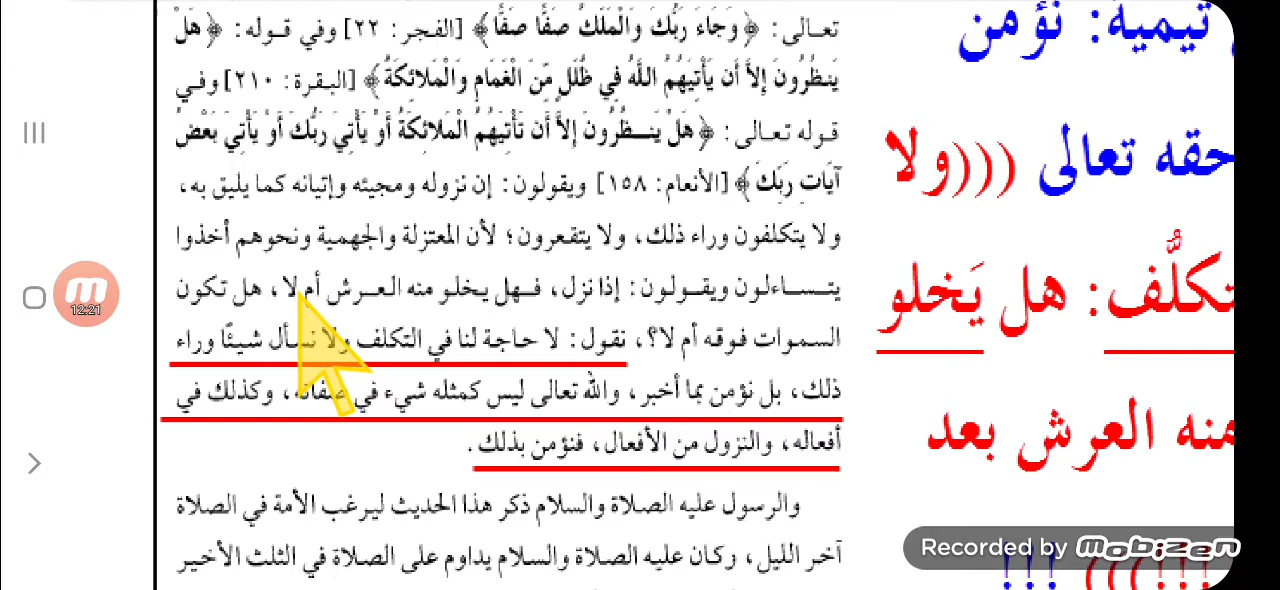 تعالى: ﴿وَجَاءَ رَبُّكَ وَالْمَلَكُ صَفًّا صَفًّا﴾ [الفجر: ٢٢] وفي قوله: ﴿هَلْ
يَنظُرُونَ إِلاَّ أَن يَأْتِيَهُمُ اللَّهُ فِي ظُلَلٍ مِّنَ الْغَمَامِ وَالْمَلائِكَةُ﴾ [البقرة: ٢١٠] وفي
قوله تعالى: ﴿هَلْ يَنظُرُونَ إِلاَّ أَن تَأْتِيَهُمُ الْمَلائِكَةُ أَوْ يَأْتِيَ رَبُّكَ أَوْ يَأْتِيَ بَعْضُ
آيَاتِ رَبِّكَ﴾ [الأنعام: ١٥٨] ويقولون: إن نزوله ومجيئه وإتيانه كما يليق به،
ولا يتكلفون وراء ذلك، ولا يتقعرون؛ لأن المعتزلة والجهمية ونحوهم أخذوا
يتساءلون ويقولون: إذا نزل، فهل يخلو منه العرش أم لا، هل تكون
السموات فوقه أم لا؟، نقول: لا حاجة لنا في التكلف ولا نسأل شيئًا وراء
ذلك، بل نؤمن بما أخبر، والله تعالى ليس كمثله شيء في صفاته، وكذلك في
أفعاله، والنزول من الأفعال، فنؤمن بذلك.
والرسول عليه الصلاة والسلام ذكر هذا الحديث ليرغب الأمة في الصلاة
آخر الليل، وكان عليه الصلاة والسلام يداوم على الصلاة في الثلث الأخير
تيمية: نؤمن
حقه تعالى (((ولا
تكلُّف: هل يَخلو
منه العرش بعد
!!!))) !!!
12:21
Recorded by MOBIZEN